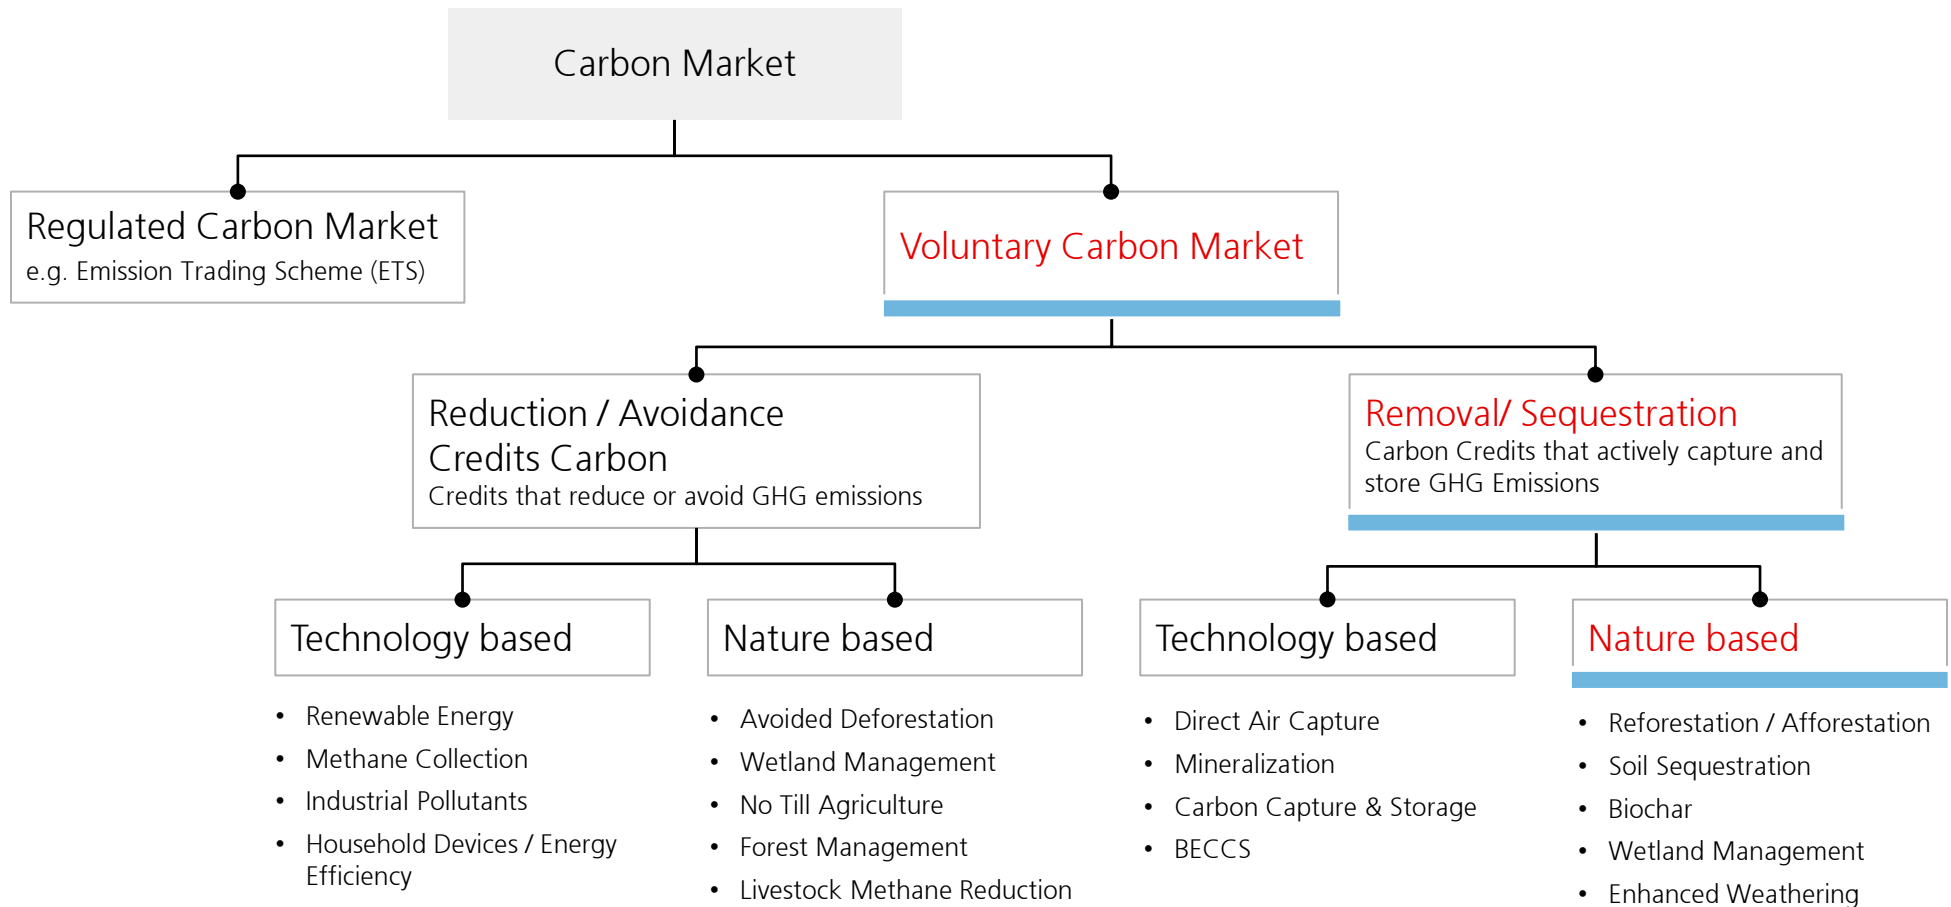 Carbon Market
Regulated Carbon Market
e.g. Emission Trading Scheme (ETS)
Voluntary Carbon Market
Reduction / Avoidance
Credits Carbon
Credits that reduce or avoid GHG emissions
Removal/ Sequestration
Carbon Credits that actively capture and
store GHG Emissions
Technology based
• Renewable Energy
• Methane Collection
• Industrial Pollutants
• Household Devices / Energy
Efficiency
Nature based
• Avoided Deforestation
• Wetland Management
• No Till Agriculture
• Forest Management
• Livestock Methane Reduction
Technology based
• Direct Air Capture
• Mineralization
• Carbon Capture & Storage
• BECCS
Nature based
• Reforestation / Afforestation
• Soil Sequestration
• Biochar
• Wetland Management
• Enhanced Weathering